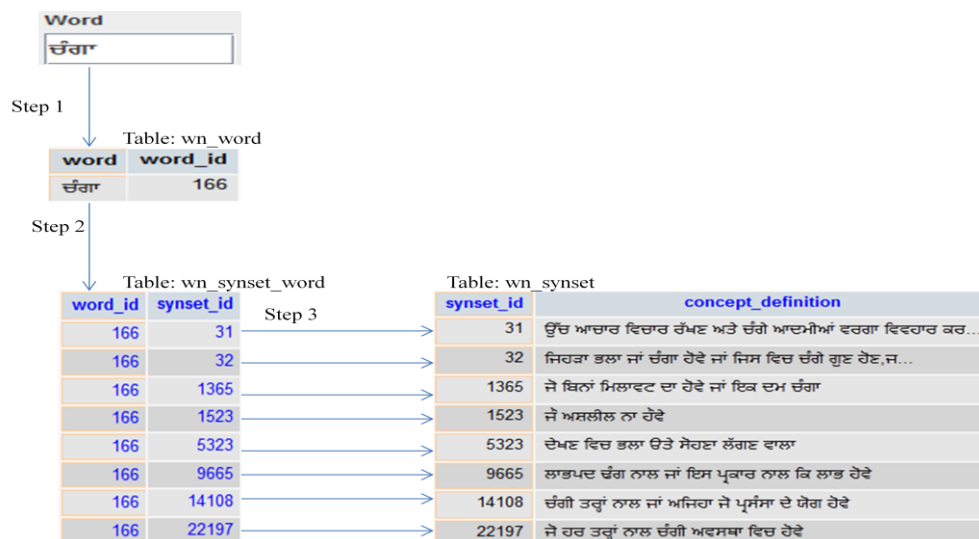 Word
ਚੰਗਾ
Step 1
Table: wn_word
word word_id
ਚੰਗਾ 166
Step 2
Table: wn_synset_word
word_id synset_id
166 31
166 32
166 1365
166 1523
166 5323
166 9665
166 14108
166 22197
Step 3
Table: wn_synset
synset_id concept_definition
31 ਉੱਚ ਆਚਾਰ ਵਿਚਾਰ ਰੱਖਣ ਅਤੇ ਚੰਗੇ ਆਦਮੀਆਂ ਵਰਗਾ ਵਿਵਹਾਰ ਕਰ...
32 ਜਿਹੜਾ ਭਲਾ ਜਾਂ ਚੰਗਾ ਹੋਵੇ ਜਾਂ ਜਿਸ ਵਿਚ ਚੰਗੇ ਗੁਣ ਹੋਣ,ਜ...
1365 ਜੋ ਬਿਨਾਂ ਮਿਲਾਵਟ ਦਾ ਹੋਵੇ ਜਾਂ ਇਕ ਦਮ ਚੰਗਾ
1523 ਜੋ ਅਸ਼ਲੀਲ ਨਾ ਹੋਵੇ
5323 ਦੇਖਣ ਵਿਚ ਭਲਾ ਓਤੇ ਸੋਹਣਾ ਲੱਗਣ ਵਾਲਾ
9665 ਲਾਭਪਦ ਢੰਗ ਨਾਲ ਜਾਂ ਇਸ ਪ੍ਰਕਾਰ ਨਾਲ ਕਿ ਲਾਭ ਹੋਵੇ
14108 ਚੰਗੀ ਤਰ੍ਹਾਂ ਨਾਲ ਜਾਂ ਅਜਿਹਾ ਜੋ ਪ੍ਰਸੰਸਾ ਦੇ ਯੋਗ ਹੋਵੇ
22197 ਜੋ ਹਰ ਤਰ੍ਹਾਂ ਨਾਲ ਚੰਗੀ ਅਵਸਥਾ ਵਿਚ ਹੋਵੇ